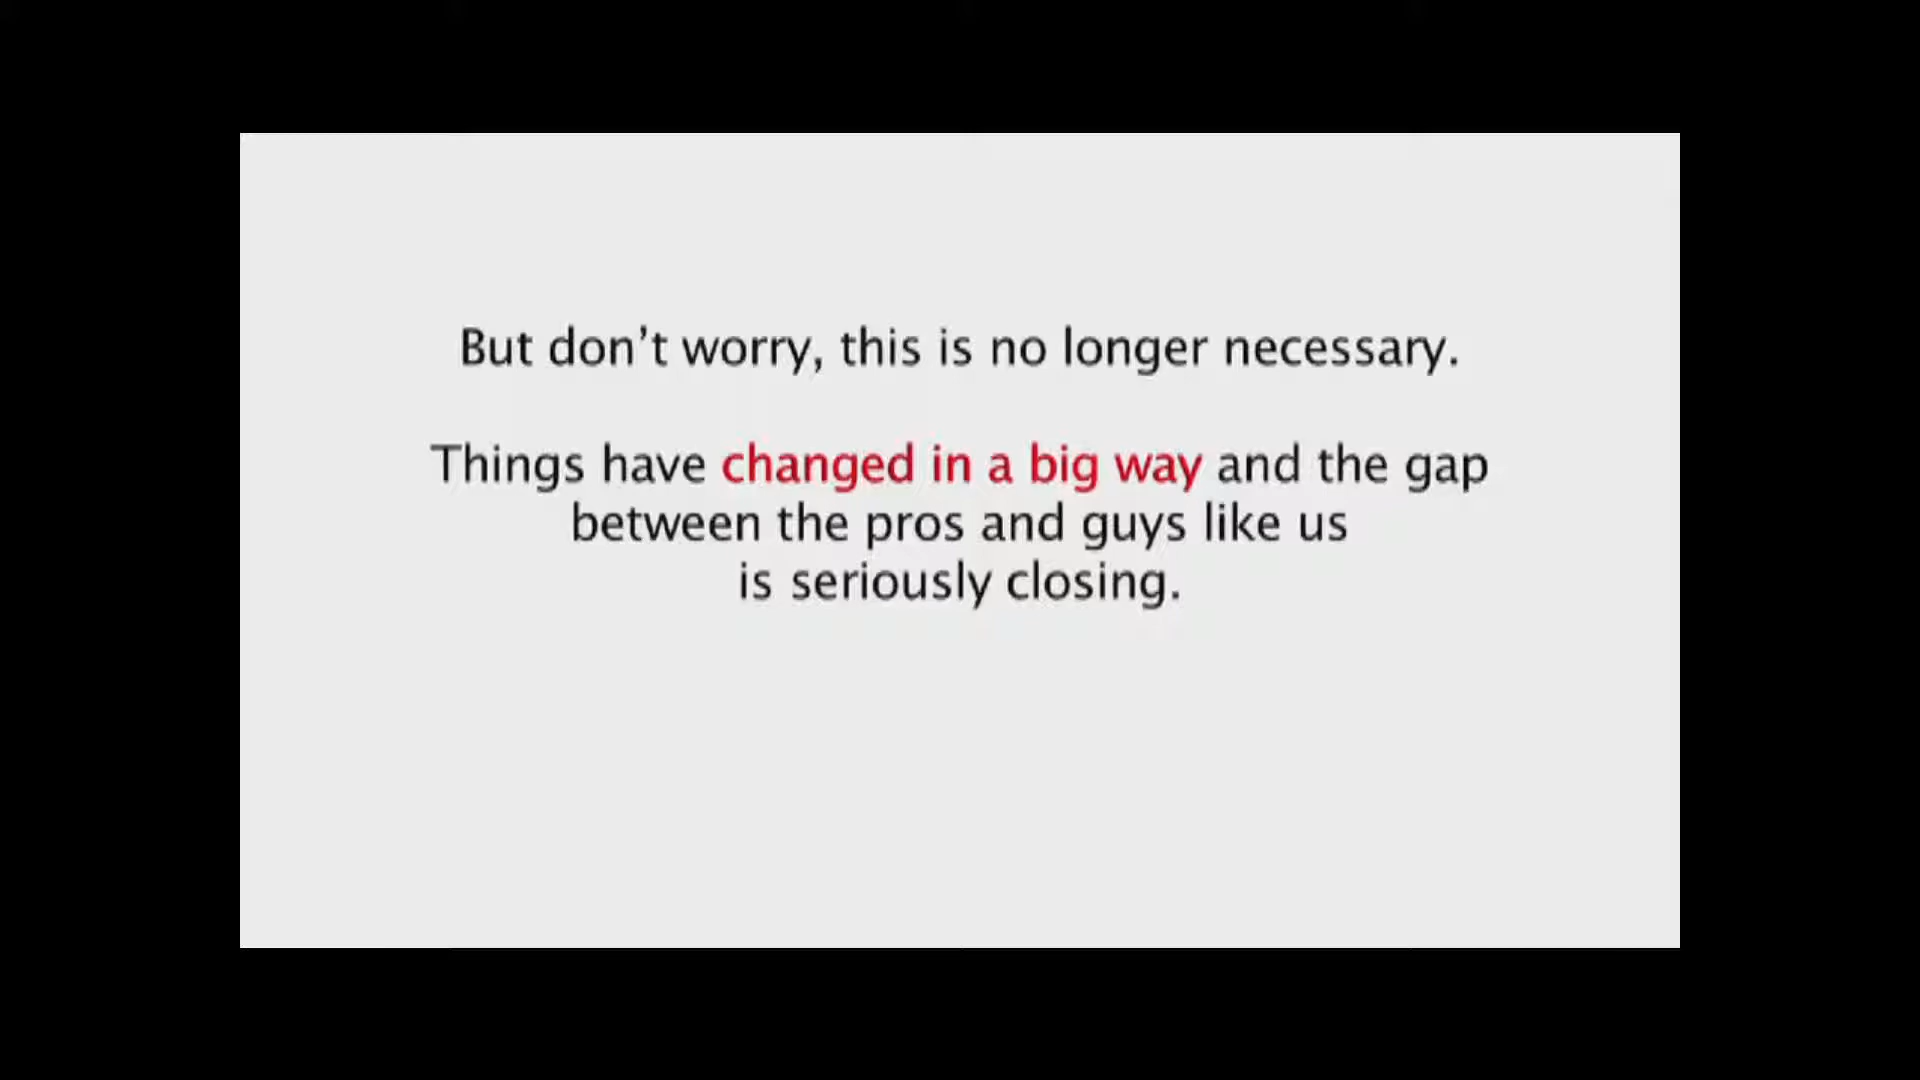 But don’t worry, this is no longer necessary.
Things have changed in a big way and the gap
between the pros and guys like us
is seriously closing.